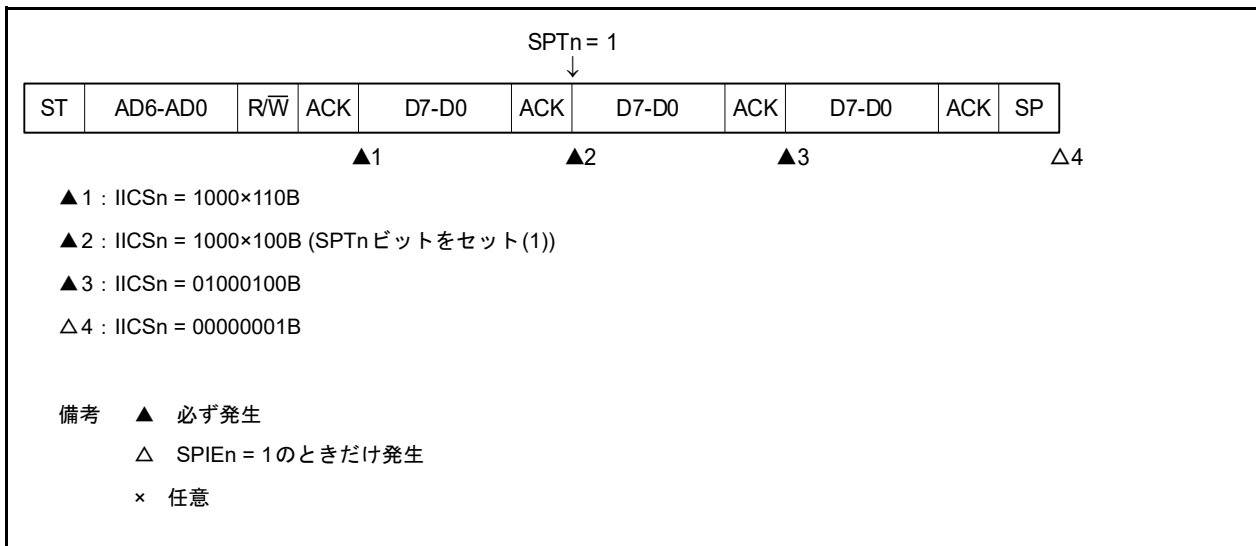 SPTn = 1
↓
ST AD6-AD0 R/W̅ ACK D7-D0 ACK D7-D0 ACK D7-D0 ACK SP
▲1 ▲2 ▲3 △4
▲1：IICSn = 1000×110B
▲2：IICSn = 1000×100B (SPTnビットをセット(1))
▲3：IICSn = 01000100B
△4：IICSn = 00000001B
備考 ▲ 必ず発生
△ SPIEn = 1のときだけ発生
× 任意